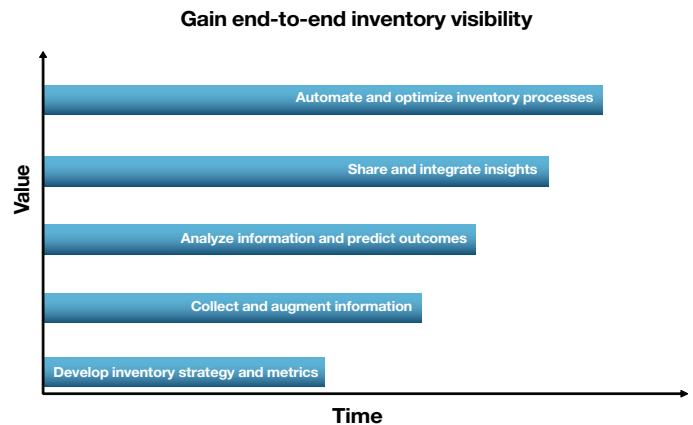 Gain end-to-end inventory visibility
Automate and optimize inventory processes
Share and integrate insights
Value
Analyze information and predict outcomes
Collect and augment information
Develop inventory strategy and metrics
Time